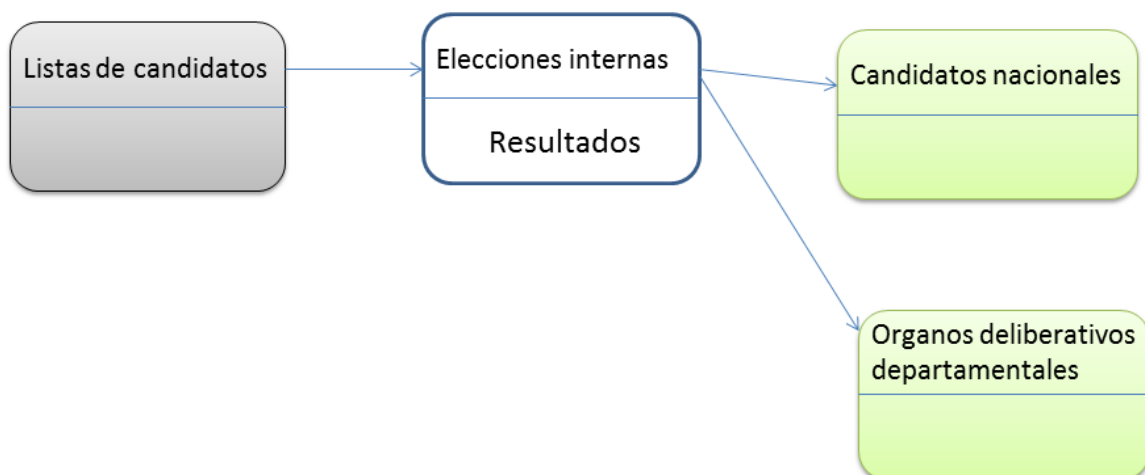 Listas de candidatos
Elecciones internas
Resultados
Candidatos nacionales
Organos deliberativos
departamentales